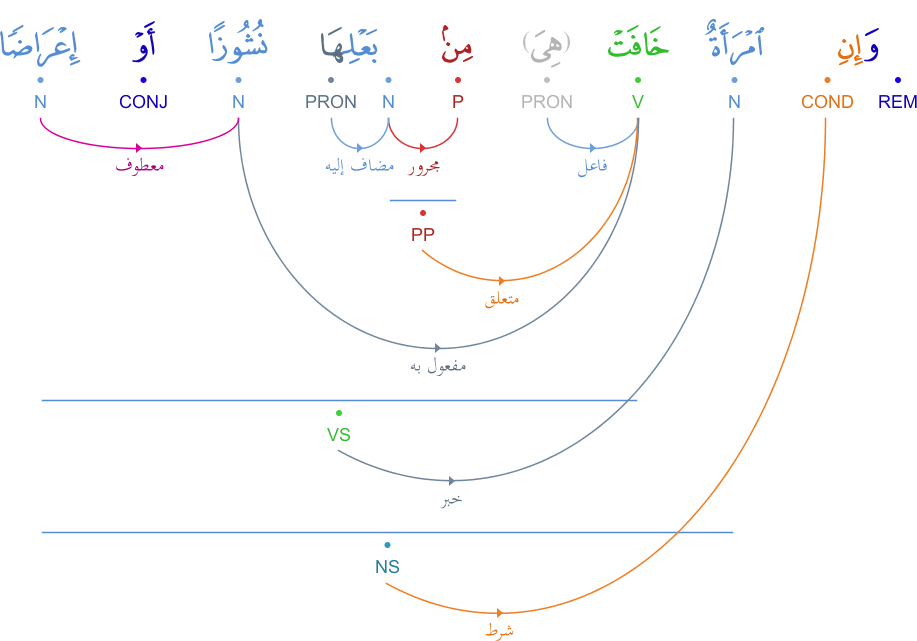 وَإِنِ ٱمْرَأَةٌ خَافَتْ (هِىَ) مِنۢ بَعْلِهَا نُشُوزًا أَوْ إِعْرَاضًا
REM COND N V PRON P N PRON N CONJ N
فاعل مجرور مضاف إليه معطوف
PP
متعلق
مفعول به
VS
خبر
NS
شرط